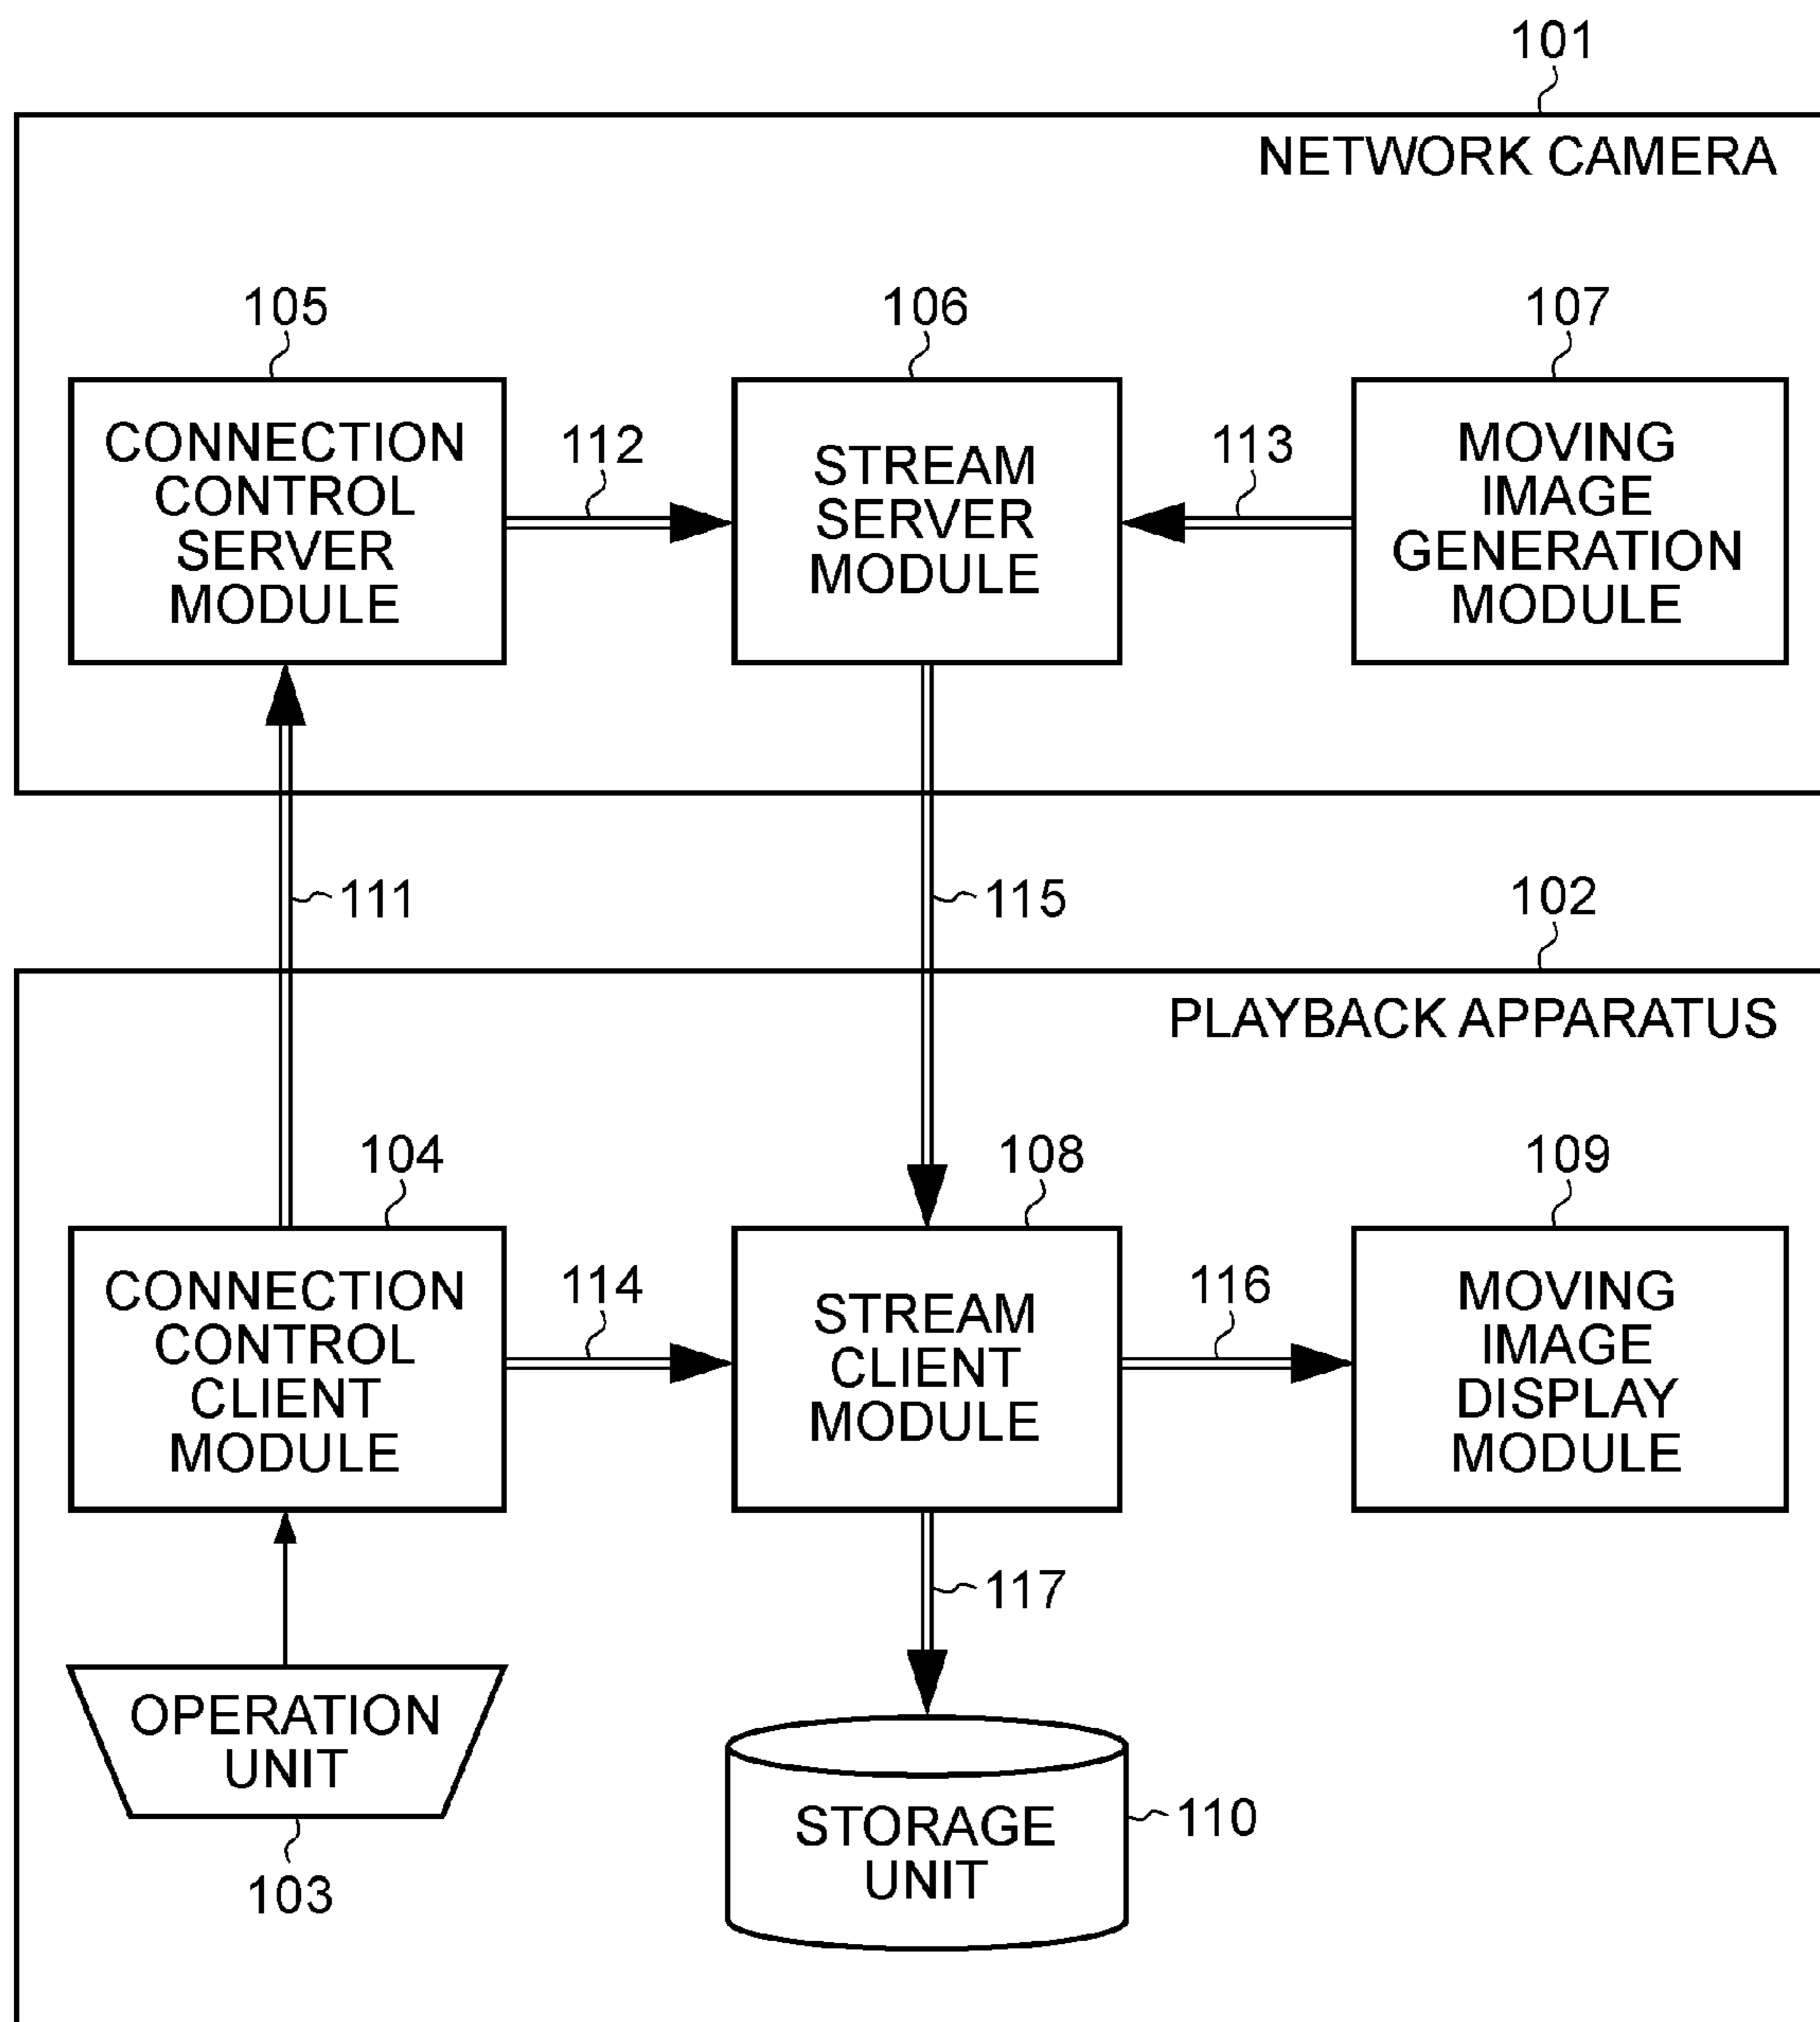 101
NETWORK CAMERA
105
106
107
CONNECTION
CONTROL
SERVER
MODULE
112
STREAM
SERVER
MODULE
113
MOVING
IMAGE
GENERATION
MODULE
111
115
102
PLAYBACK APPARATUS
104
108
109
CONNECTION
CONTROL
CLIENT
MODULE
114
STREAM
CLIENT
MODULE
116
MOVING
IMAGE
DISPLAY
MODULE
117
OPERATION
UNIT
103
STORAGE
UNIT
110